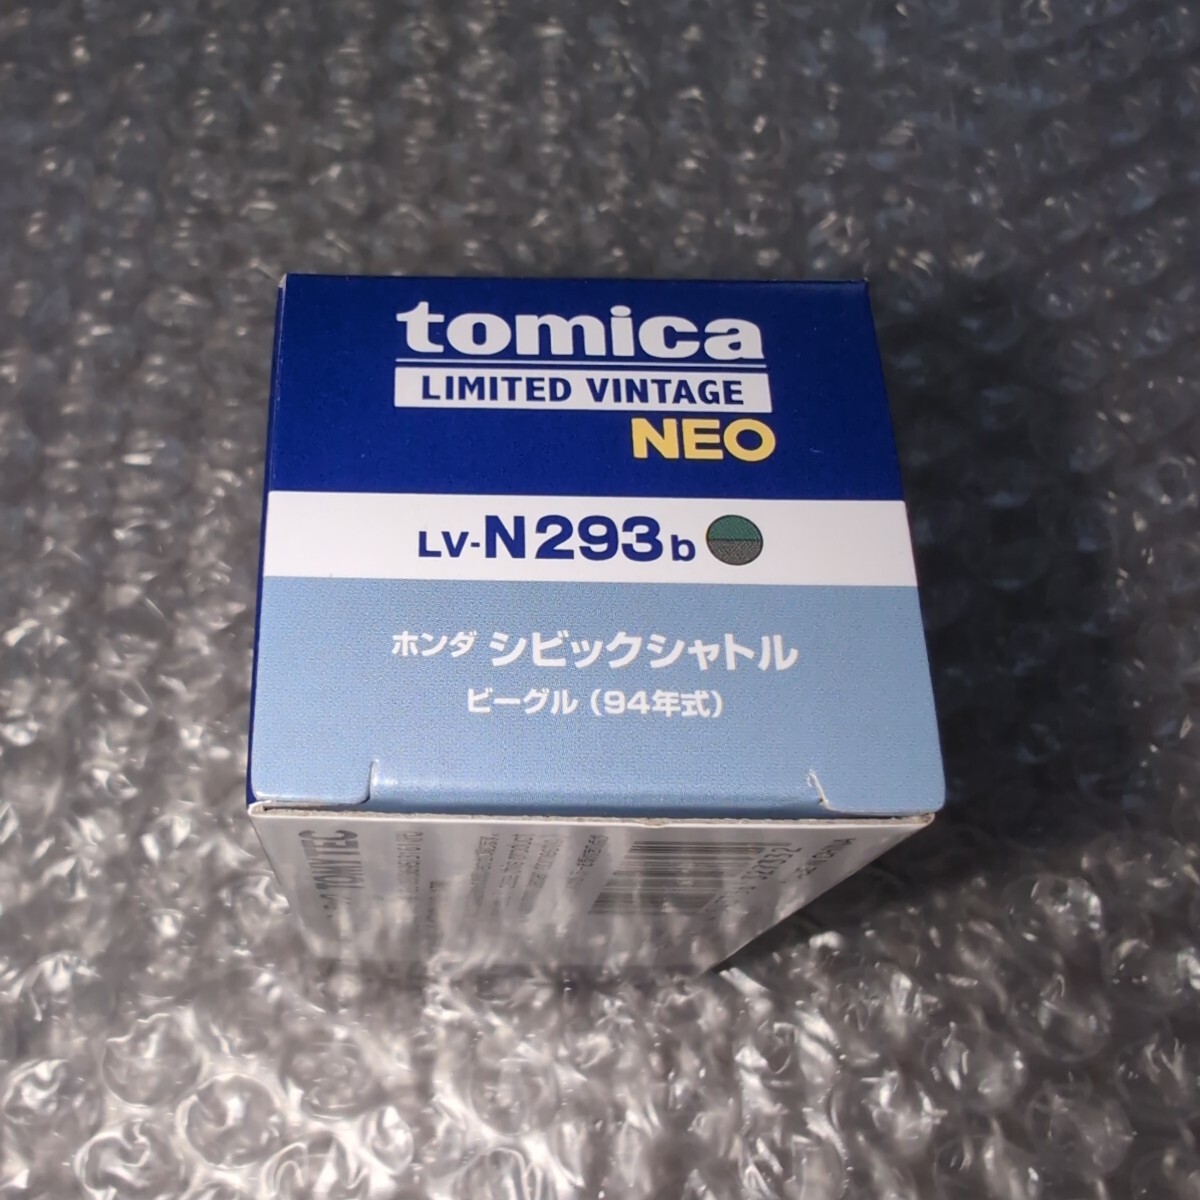 tomica
LIMITED VINTAGE
NEO
LV-N293b
ホンダ シビックシャトル
ビーグル（94年式）
TOMYTEC